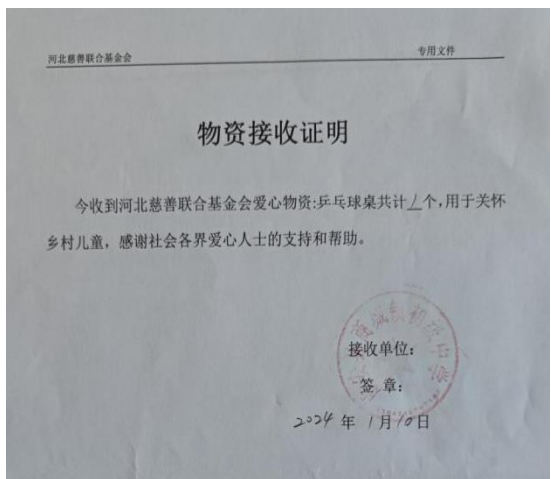 河北慈善联合基金会
专用文件
物资接收证明
今收到河北慈善联合基金会爱心物资:乒乓球桌共计1个,用于关怀
乡村儿童，感谢社会各界爱心人士的支持和帮助。
接收单位:
签 章:
2024 年 1月10日